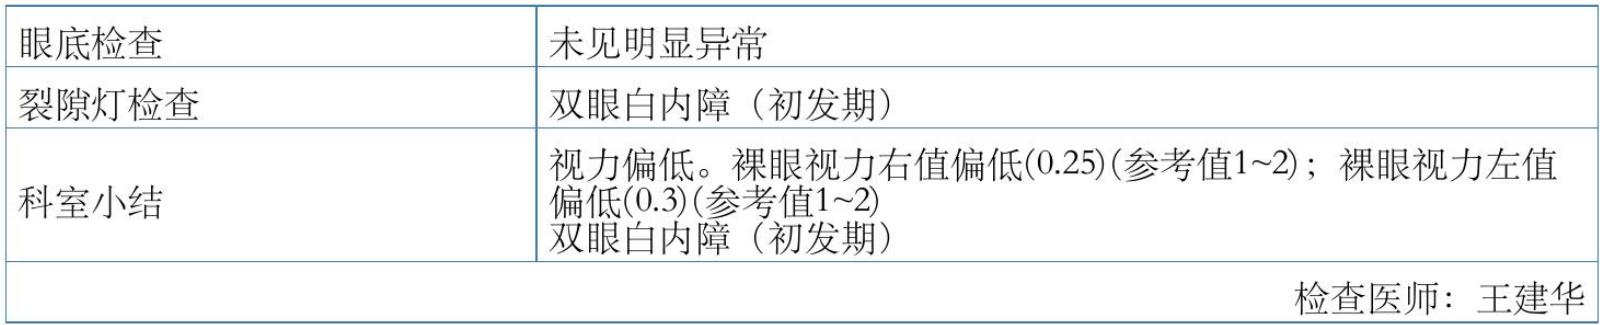 眼底检查 未见明显异常
裂隙灯检查 双眼白内障（初发期）
科室小结 视力偏低。裸眼视力右值偏低(0.25)(参考值1~2)；裸眼视力左值
偏低(0.3)(参考值1~2)
双眼白内障（初发期）
检查医师：王建华